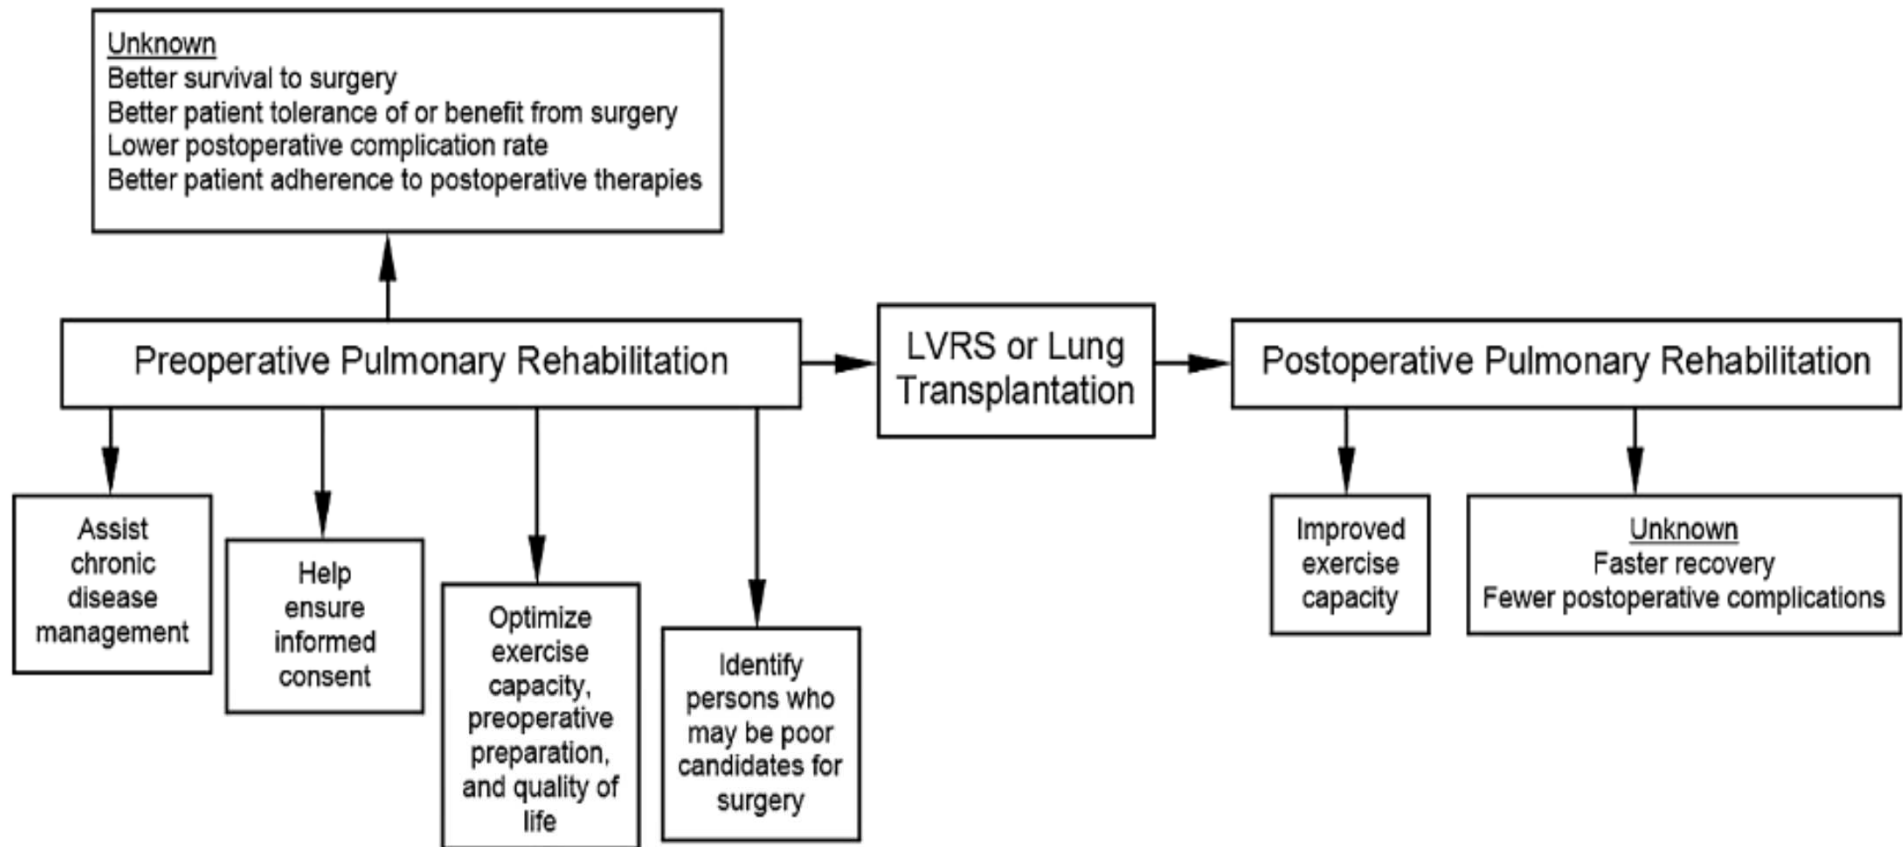 Unknown
Better survival to surgery
Better patient tolerance of or benefit from surgery
Lower postoperative complication rate
Better patient adherence to postoperative therapies
Preoperative Pulmonary Rehabilitation
LVRS or Lung
Transplantation
Postoperative Pulmonary Rehabilitation
Assist
chronic
disease
management
Help
ensure
informed
consent
Optimize
exercise
capacity,
preoperative
preparation,
and quality of
life
Identify
persons who
may be poor
candidates for
surgery
Improved
exercise
capacity
Unknown
Faster recovery
Fewer postoperative complications